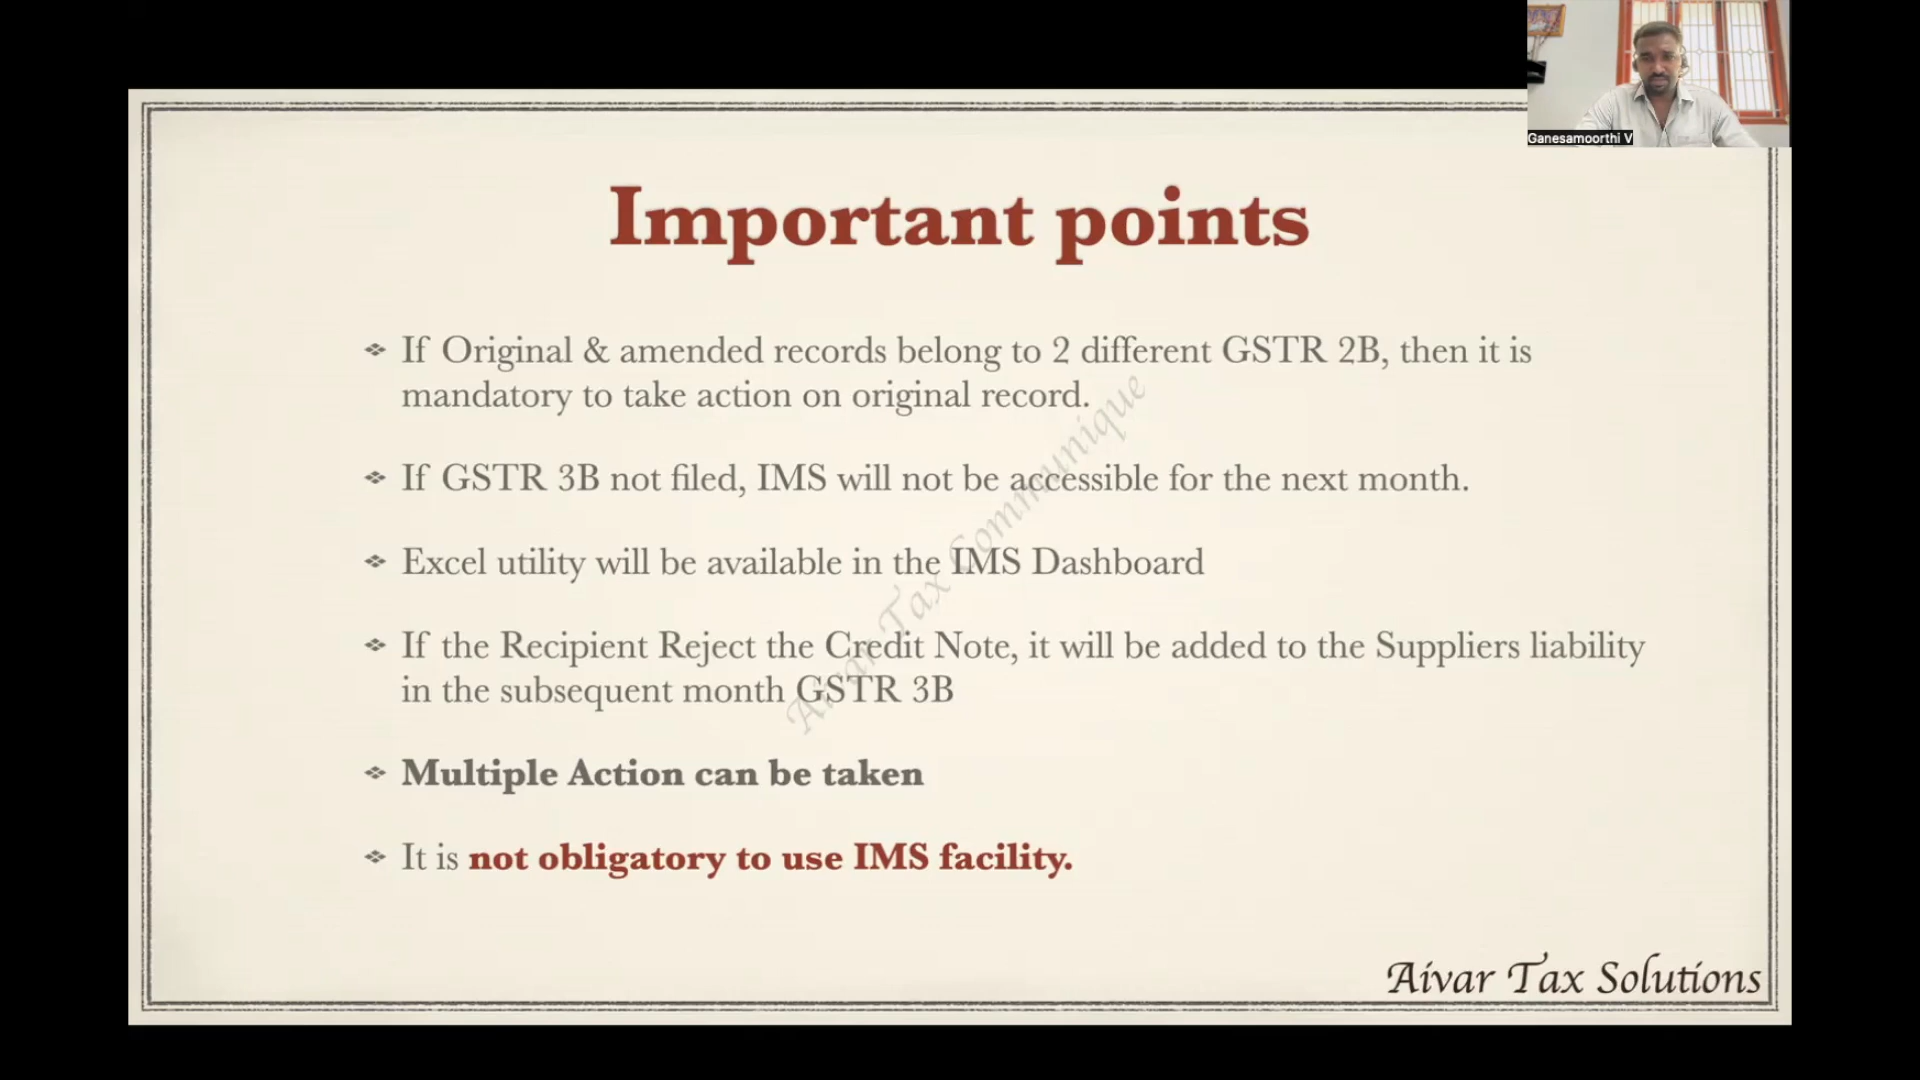 Ganesamoorthi V
Important points
❖ If Original & amended records belong to 2 different GSTR 2B, then it is
mandatory to take action on original record.
❖ If GSTR 3B not filed, IMS will not be accessible for the next month.
❖ Excel utility will be available in the IMS Dashboard
❖ If the Recipient Reject the Credit Note, it will be added to the Suppliers liability
in the subsequent month GSTR 3B
❖ Multiple Action can be taken
❖ It is not obligatory to use IMS facility.
Aivar Tax Communique
Aivar Tax Solutions